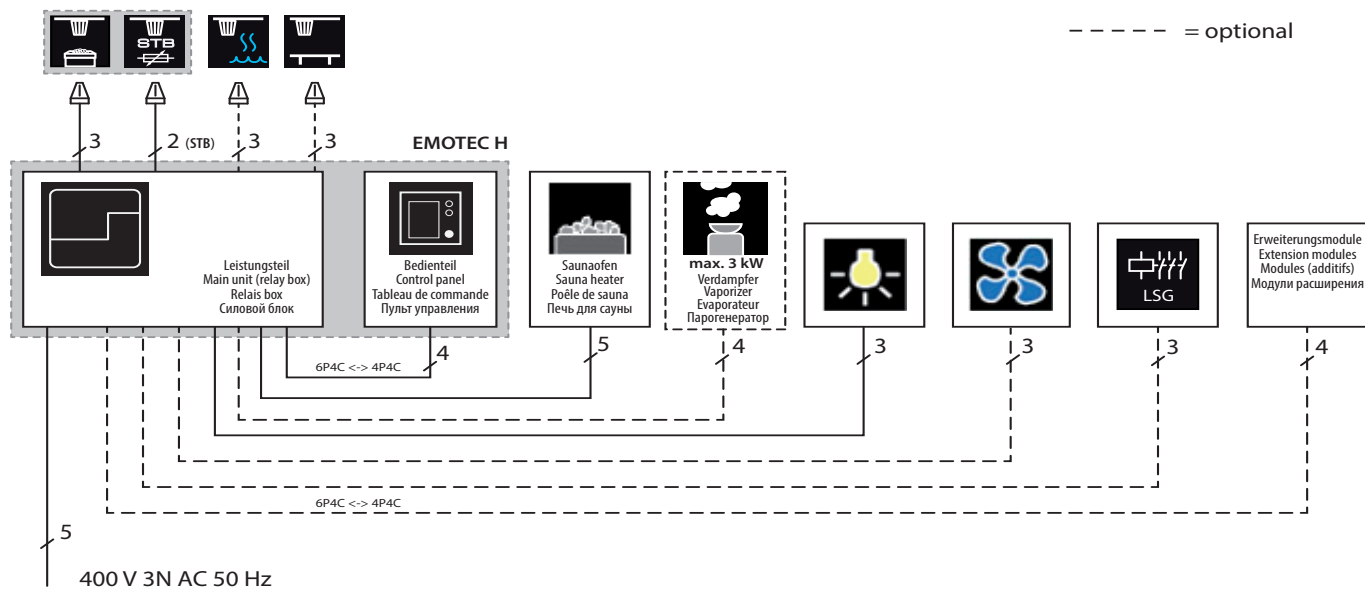 STB
= optional
3
2 (STB)
3
3
EMOTEC H
Leistungsteil
Main unit (relay box)
Relais box
Силовой блок
Bedienteil
Control panel
Tableau de commande
Пульт управления
Saunaofen
Sauna heater
Poêle de sauna
Печь для сауны
max. 3 kW
Verdampfer
Vaporizer
Evaporateur
Парогенератор
LSG
Erweiterungsmodule
Extension modules
Modules (additifs)
Модули расширения
4
5
4
3
3
3
4
6P4C <-> 4P4C
6P4C <-> 4P4C
5
400 V 3N AC 50 Hz